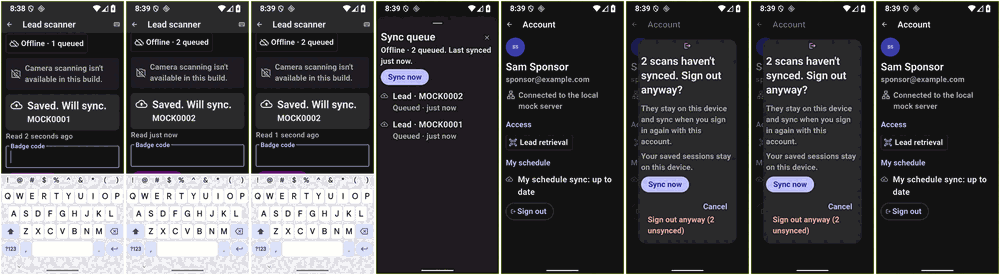 8:38
Lead scanner
Offline · 1 queued
Camera scanning isn't
available in this build.
Saved. Will sync.
MOCK0001
Read 2 seconds ago
Badge code
! @ # $ % ^ & * ( )
Q W E R T Y U I O P
A S D F G H J K L
Z X C V B N M
?123 , .
8:39
Lead scanner
Offline · 2 queued
Camera scanning isn't
available in this build.
Saved. Will sync.
MOCK0002
Read just now
Badge code
! @ # $ % ^ & * ( )
Q W E R T Y U I O P
A S D F G H J K L
Z X C V B N M
?123 , .
8:39
Lead scanner
Offline · 2 queued
Camera scanning isn't
available in this build.
Saved. Will sync.
MOCK0002
Read 1 second ago
Badge code
! @ # $ % ^ & * ( )
Q W E R T Y U I O P
A S D F G H J K L
Z X C V B N M
?123 , .
8:39
Sync queue
Offline · 2 queued. Last synced
just now.
Sync now
Lead · MOCK0002
Queued · just now
Lead · MOCK0001
Queued · just now
8:39
Account
SS
Sam Sponsor
sponsor@example.com
Connected to the local
mock server
Access
Lead retrieval
My schedule
My schedule sync: up to
date
Sign out
8:39
Account
2 scans haven't
synced. Sign out
anyway?
They stay on this device
and sync when you sign
in again with this
account.
Your saved sessions stay
on this device.
Sync now
Cancel
Sign out anyway (2
unsynced)
8:39
Account
2 scans haven't
synced. Sign out
anyway?
They stay on this device
and sync when you sign
in again with this
account.
Your saved sessions stay
on this device.
Sync now
Cancel
Sign out anyway (2
unsynced)
8:39
Account
SS
Sam Sponsor
sponsor@example.com
Connected to the local
mock server
Access
Lead retrieval
My schedule
My schedule sync: up to
date
Sign out